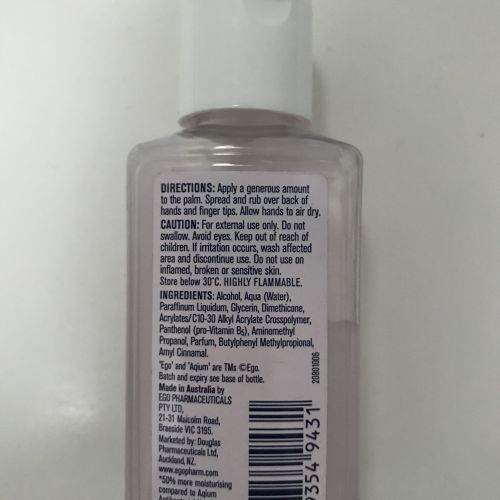 DIRECTIONS: Apply a generous amount
to the palm. Spread and rub over back of
hands and finger tips. Allow hands to air dry.
CAUTION: For external use only. Do not
swallow. Avoid eyes. Keep out of reach of
children. If irritation occurs, wash affected
area and discontinue use. Do not use on
inflamed, broken or sensitive skin.
Store below 30°C. HIGHLY FLAMMABLE.
INGREDIENTS: Alcohol, Aqua (Water),
Paraffinum Liquidum, Glycerin, Dimethicone,
Acrylates/C10-30 Alkyl Acrylate Crosspolymer,
Panthenol (pro-Vitamin B5), Aminomethyl
Propanol, Parfum, Butylphenyl Methylpropional,
Amyl Cinnamal.
'Ego' and 'Aqium' are TMs ©Ego.
Batch and expiry see base of bottle.
Made in Australia by
EGO PHARMACEUTICALS
PTY LTD,
21-31 Malcolm Road,
Braeside VIC 3195.
Marketed by: Douglas
Pharmaceuticals Ltd,
Auckland, NZ.
www.egopharm.com
*50% more moisturising
compared to Aqium
20801006
354 9431